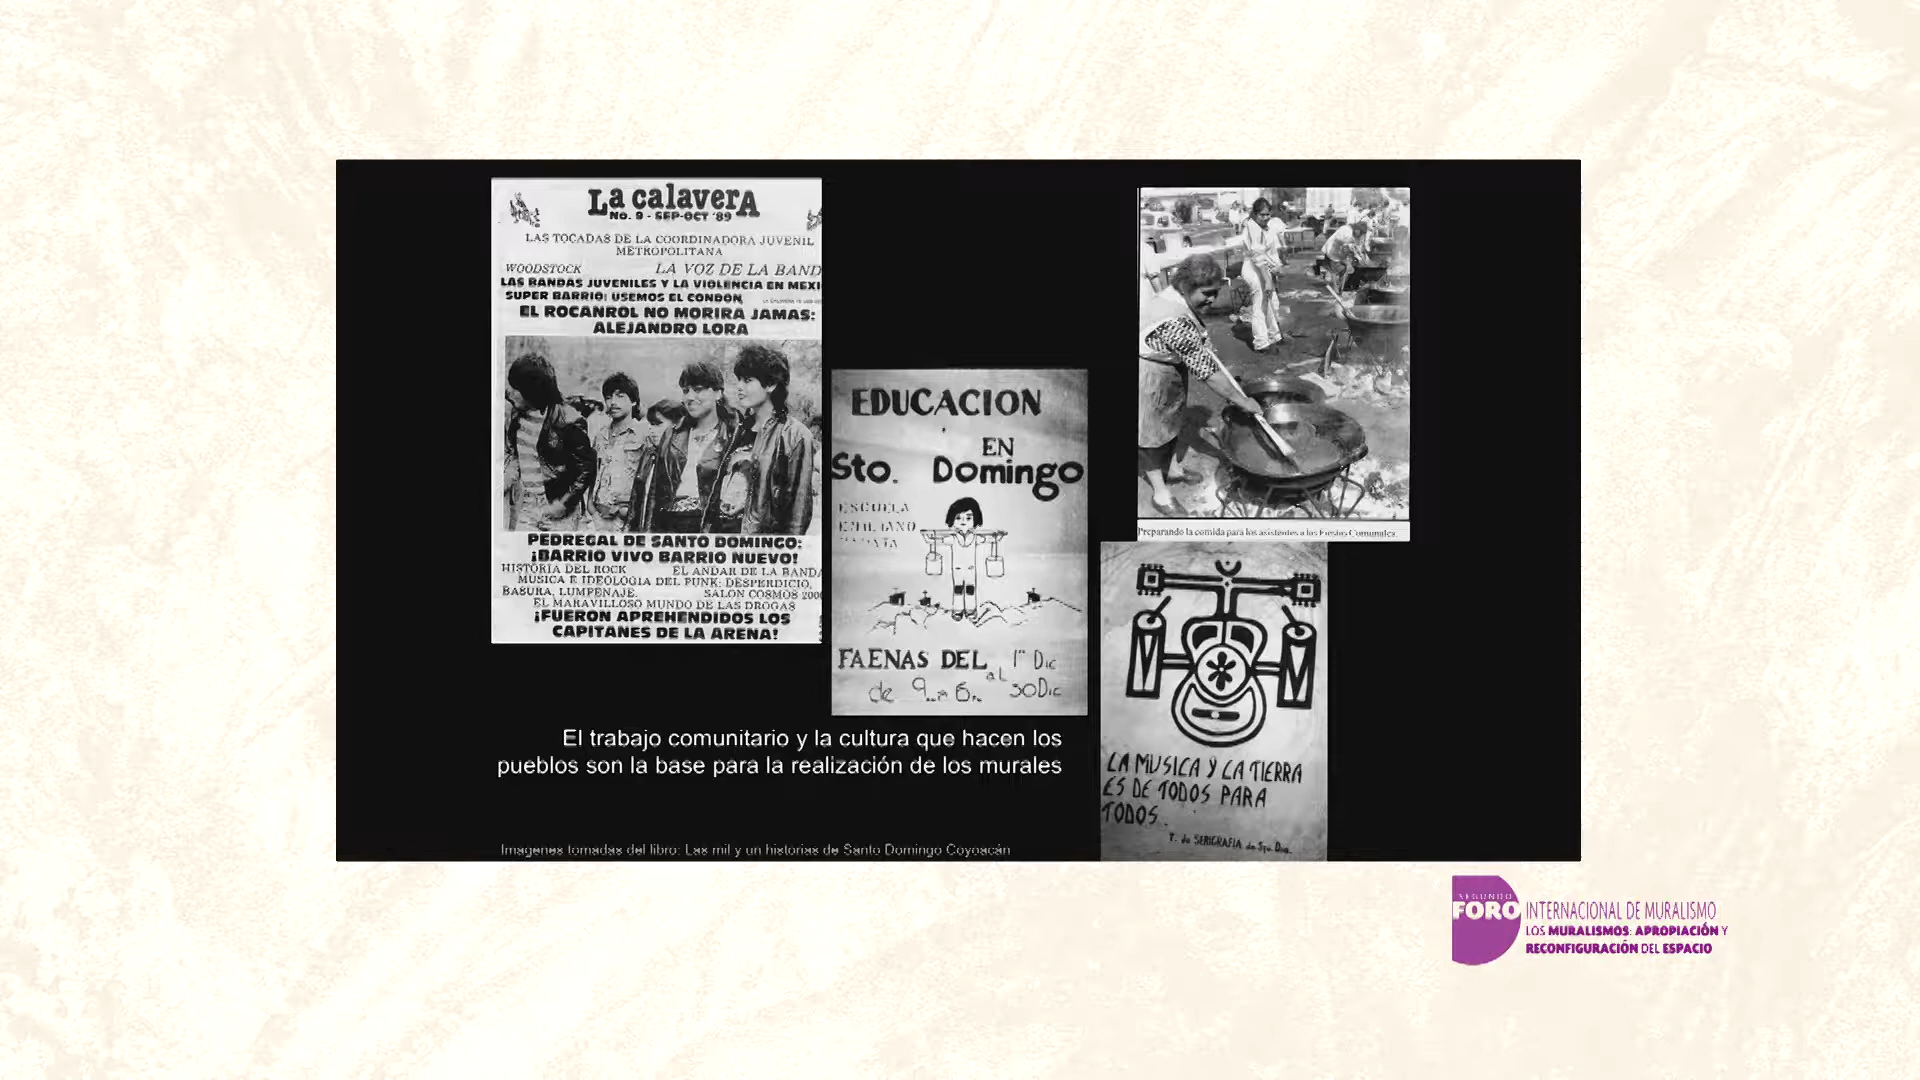 La calaverA
No. 9 - SEP-OCT '89
LAS TOCADAS DE LA COORDINADORA JUVENIL
METROPOLITANA
WOODSTOCK LA VOZ DE LA BAND
LAS BANDAS JUVENILES Y LA VIOLENCIA EN MEXI
SUPER BARRIO: USEMOS EL CONDON
EL ROCANROL NO MORIRA JAMAS:
ALEJANDRO LORA
PEDREGAL DE SANTO DOMINGO:
¡BARRIO VIVO BARRIO NUEVO!
HISTORIA DEL ROCK EL ANDAR DE LA BANDA
MUSICA E IDEOLOGIA DEL PUNK: DESPERDICIO,
BASURA, LUMPENAJE. SALON COSMOS 2000
EL MARAVILLOSO MUNDO DE LAS DROGAS
¡FUERON APREHENDIDOS LOS
CAPITANES DE LA ARENA!
EDUCACION
EN
Sto. Domingo
ESCUELA
EMILIANO
ZAPATA
FAENAS DEL 1º Dic
al 30 Dic
de 9 a 6
Preparando la comida para los asistentes a las Fiestas Comunales.
LA MUSICA Y LA TIERRA
ES DE TODOS PARA
TODOS.
T. de SERIGRAFIA de Sto. Dgo.
El trabajo comunitario y la cultura que hacen los
pueblos son la base para la realización de los murales
Imagenes tomadas del libro: Las mil y un historias de Santo Domingo Coyoacán
SEGUNDO
FORO INTERNACIONAL DE MURALISMO
LOS MURALISMOS: APROPIACIÓN Y
RECONFIGURACIÓN DEL ESPACIO